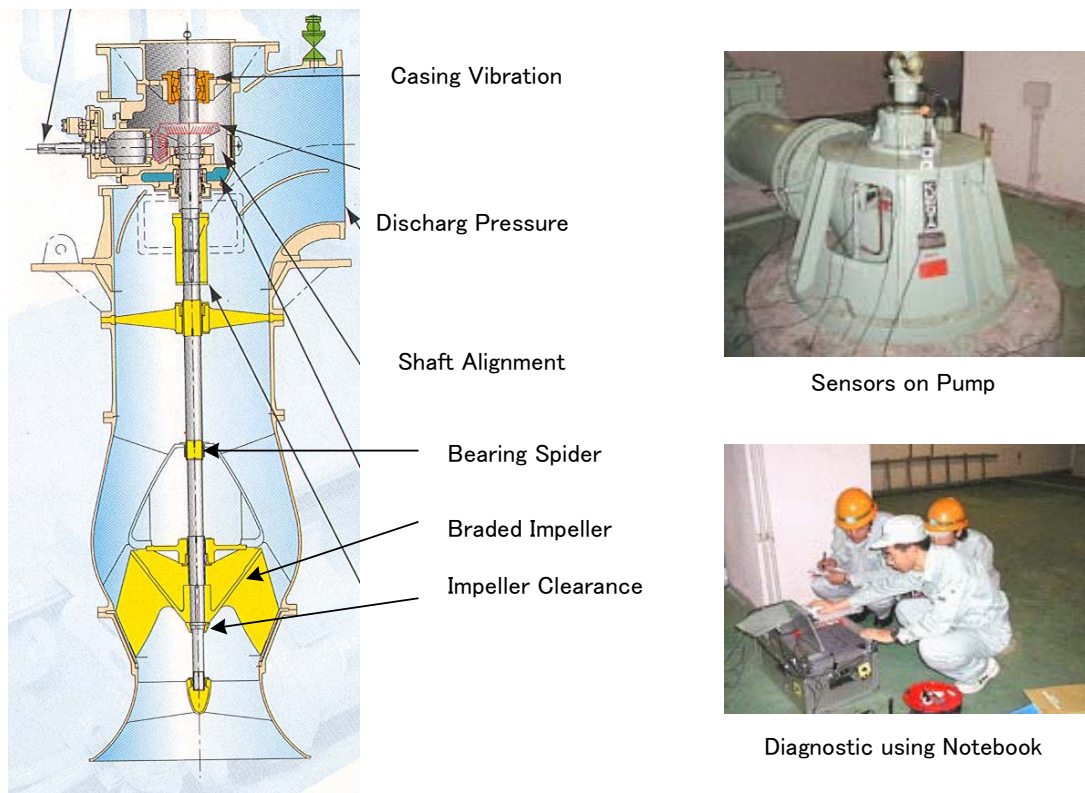 Casing Vibration
Discharg Pressure
Shaft Alignment
Sensors on Pump
Bearing Spider
Braded Impeller
Impeller Clearance
Diagnostic using Notebook